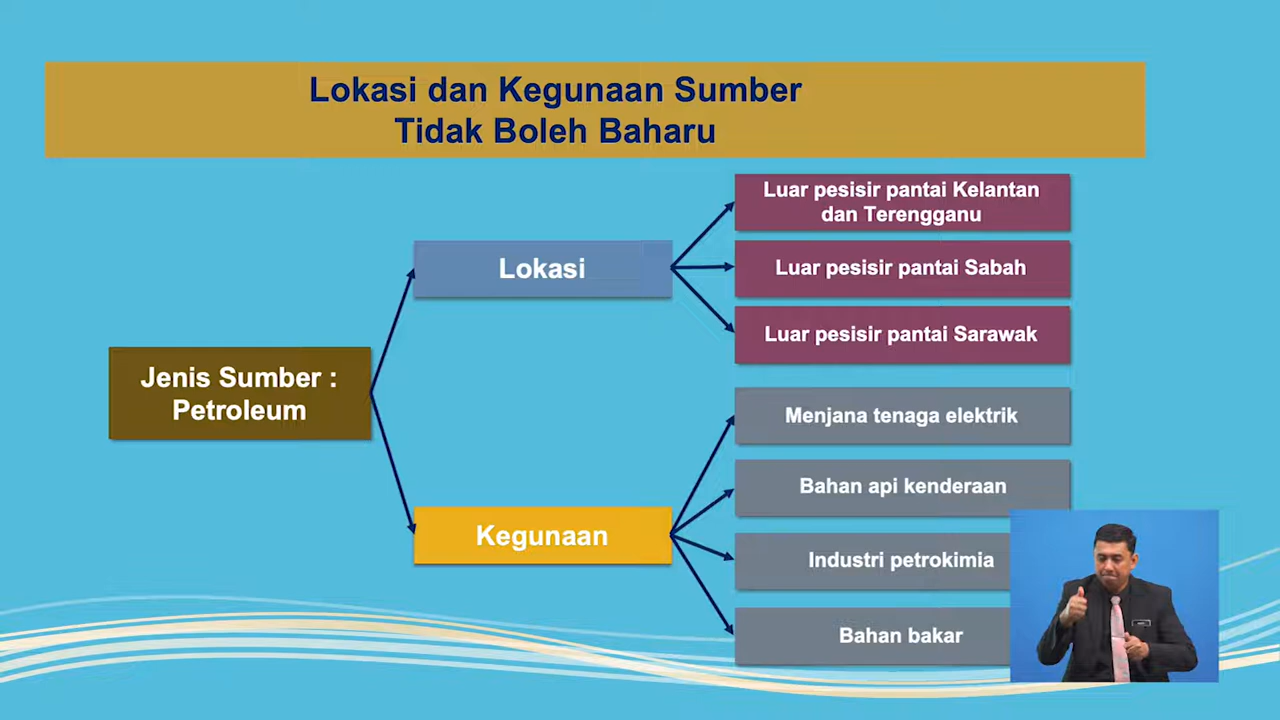 Lokasi dan Kegunaan Sumber
Tidak Boleh Baharu
Jenis Sumber :
Petroleum
Lokasi
Luar pesisir pantai Kelantan
dan Terengganu
Luar pesisir pantai Sabah
Luar pesisir pantai Sarawak
Kegunaan
Menjana tenaga elektrik
Bahan api kenderaan
Industri petrokimia
Bahan bakar